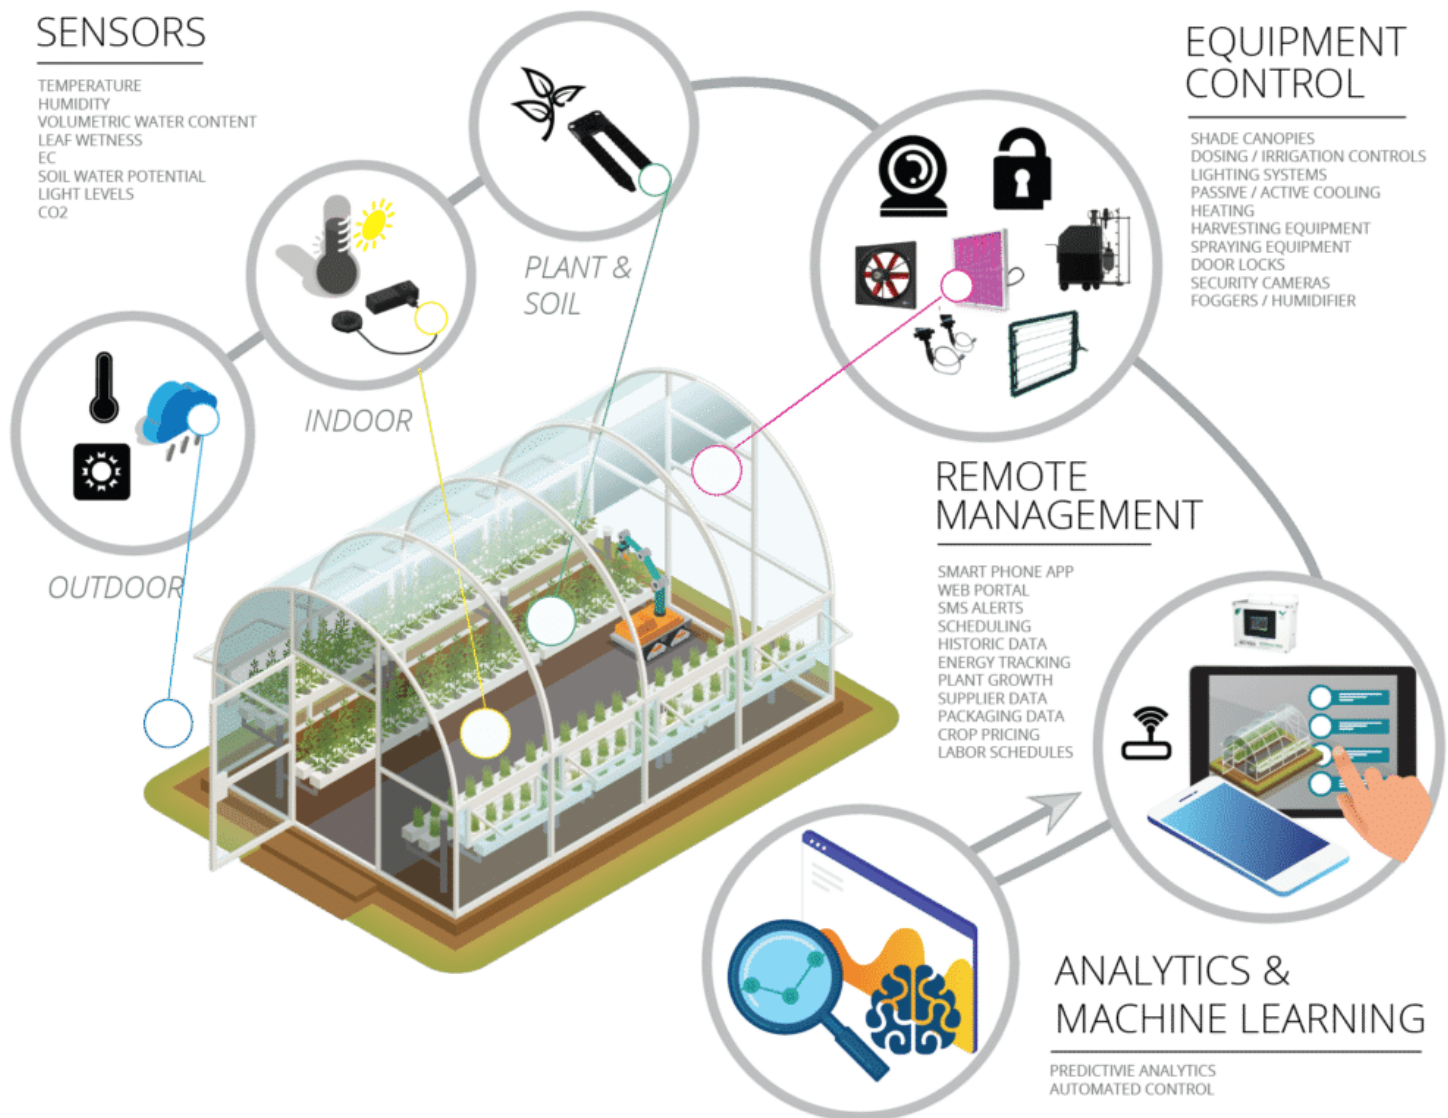 SENSORS
TEMPERATURE
HUMIDITY
VOLUMETRIC WATER CONTENT
LEAF WETNESS
EC
SOIL WATER POTENTIAL
LIGHT LEVELS
CO2
OUTDOOR
INDOOR
PLANT &
SOIL
EQUIPMENT
CONTROL
SHADE CANOPIES
DOSING / IRRIGATION CONTROLS
LIGHTING SYSTEMS
PASSIVE / ACTIVE COOLING
HEATING
HARVESTING EQUIPMENT
SPRAYING EQUIPMENT
DOOR LOCKS
SECURITY CAMERAS
FOGGERS / HUMIDIFIER
REMOTE
MANAGEMENT
SMART PHONE APP
WEB PORTAL
SMS ALERTS
SCHEDULING
HISTORIC DATA
ENERGY TRACKING
PLANT GROWTH
SUPPLIER DATA
PACKAGING DATA
CROP PRICING
LABOR SCHEDULES
ANALYTICS &
MACHINE LEARNING
PREDICTIVIE ANALYTICS
AUTOMATED CONTROL